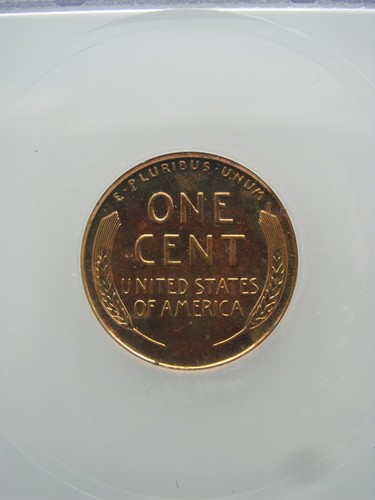 E·PLURIBUS·UNUM
ONE
CENT
UNITED STATES
OF AMERICA